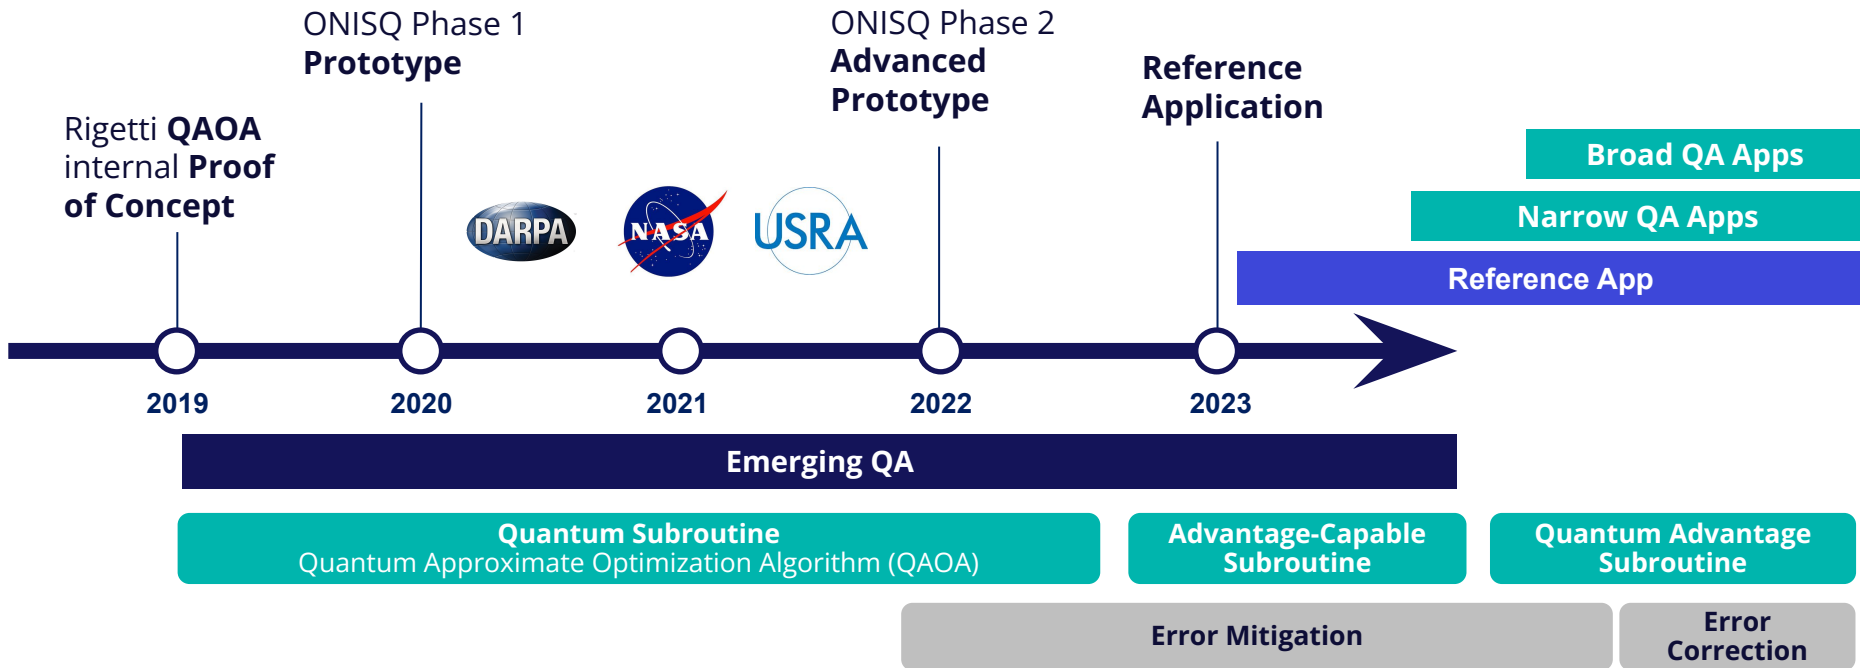 ONISQ Phase 1
Prototype
ONISQ Phase 2
Advanced
Prototype
Reference
Application
Rigetti QAOA
internal Proof
of Concept
DARPA
NASA
USRA
Broad QA Apps
Narrow QA Apps
Reference App
2019
2020
2021
2022
2023
Emerging QA
Quantum Subroutine
Quantum Approximate Optimization Algorithm (QAOA)
Advantage-Capable
Subroutine
Quantum Advantage
Subroutine
Error Mitigation
Error
Correction